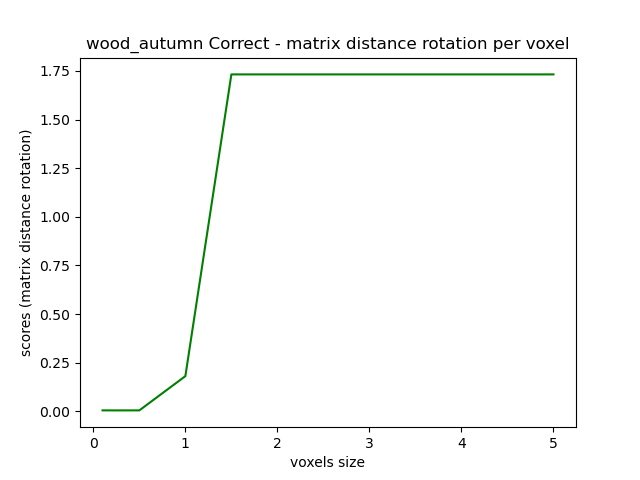 wood_autumn Correct - matrix distance rotation per voxel
scores (matrix distance rotation)
1.75
1.50
1.25
1.00
0.75
0.50
0.25
0.00
0 1 2 3 4 5
voxels size